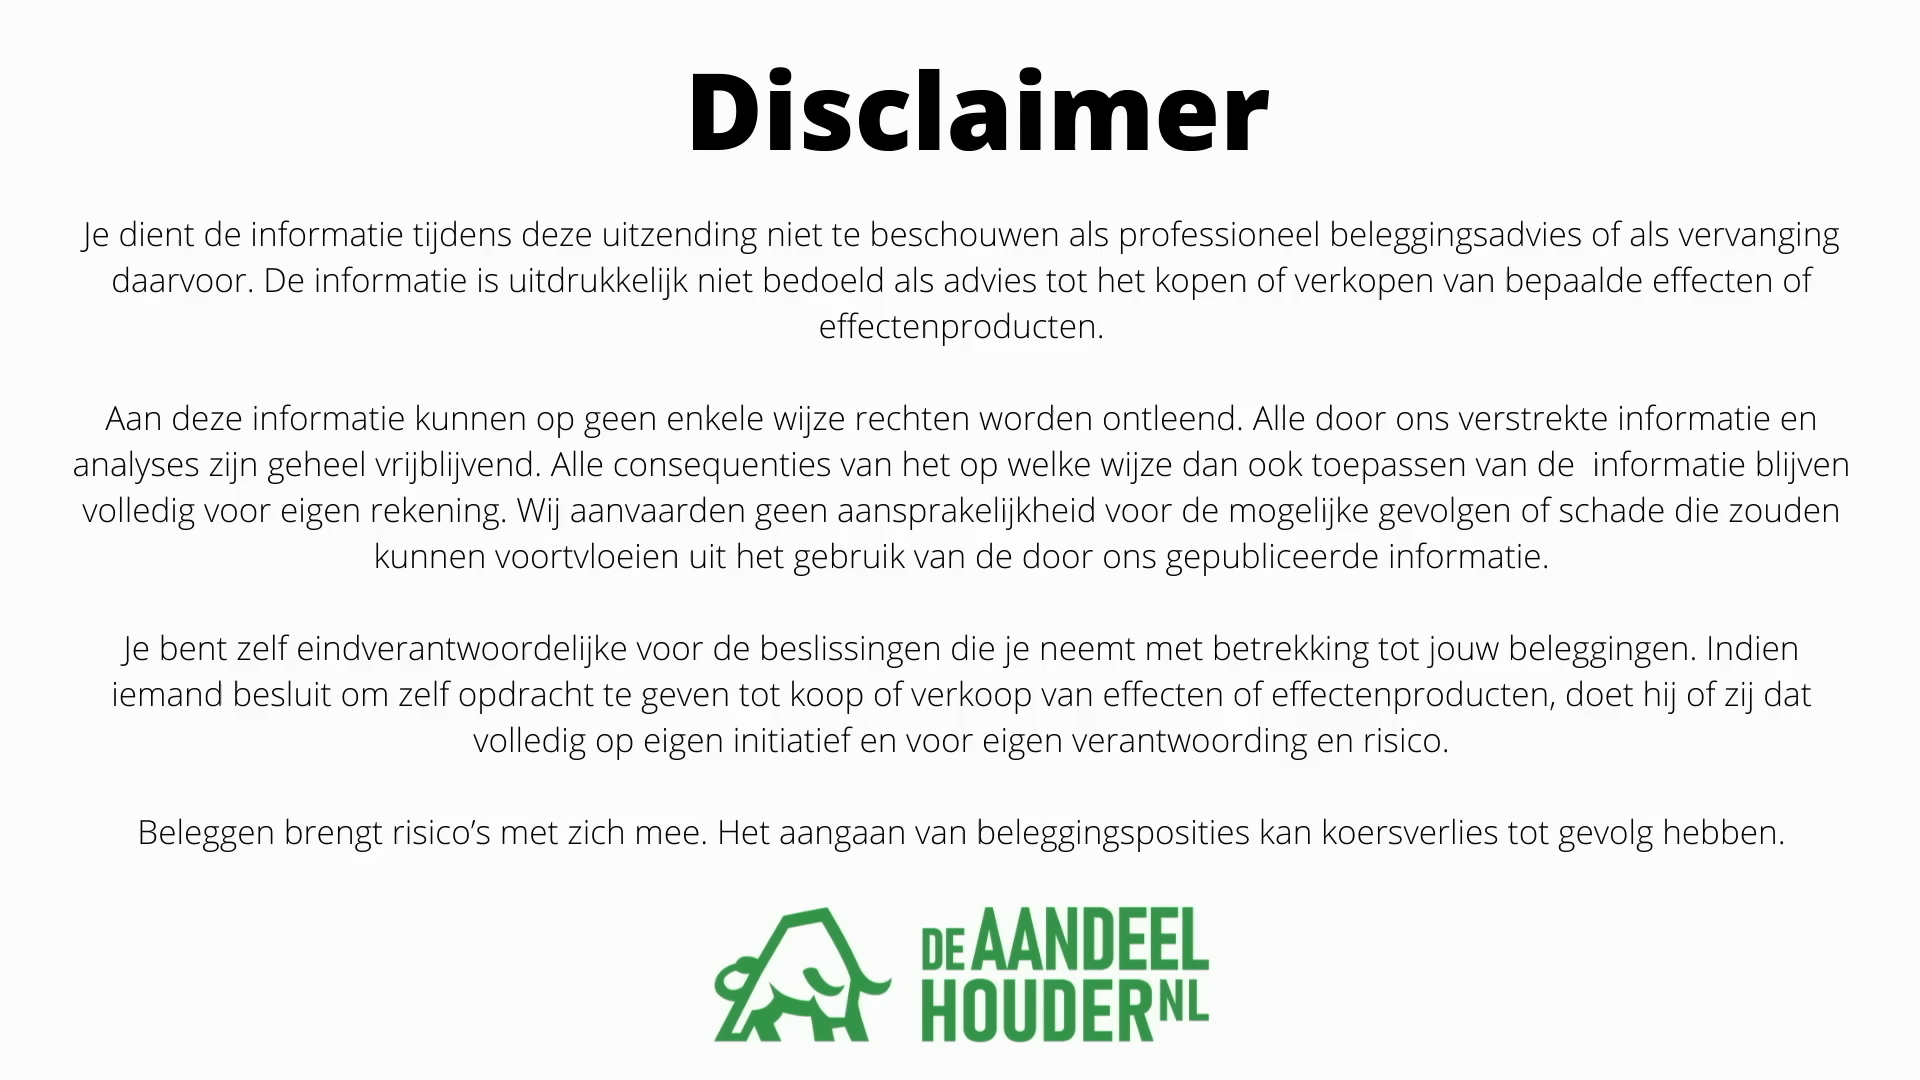 Disclaimer
Je dient de informatie tijdens deze uitzending niet te beschouwen als professioneel beleggingsadvies of als vervanging
daarvoor. De informatie is uitdrukkelijk niet bedoeld als advies tot het kopen of verkopen van bepaalde effecten of
effectenproducten.
Aan deze informatie kunnen op geen enkele wijze rechten worden ontleend. Alle door ons verstrekte informatie en
analyses zijn geheel vrijblijvend. Alle consequenties van het op welke wijze dan ook toepassen van de  informatie blijven
volledig voor eigen rekening. Wij aanvaarden geen aansprakelijkheid voor de mogelijke gevolgen of schade die zouden
kunnen voortvloeien uit het gebruik van de door ons gepubliceerde informatie.
Je bent zelf eindverantwoordelijke voor de beslissingen die je neemt met betrekking tot jouw beleggingen. Indien
iemand besluit om zelf opdracht te geven tot koop of verkoop van effecten of effectenproducten, doet hij of zij dat
volledig op eigen initiatief en voor eigen verantwoording en risico.
Beleggen brengt risico’s met zich mee. Het aangaan van beleggingsposities kan koersverlies tot gevolg hebben.
DE AANDEEL
HOUDER NL